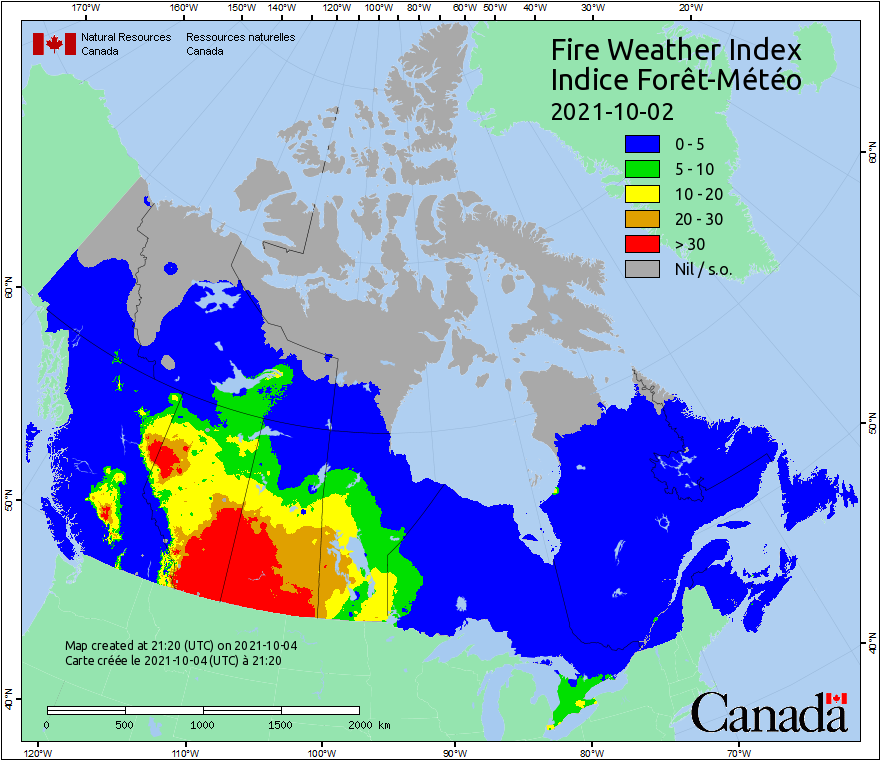 170°W 160°W 150°W 140°W 120°W 100°W 80°W 60°W 50°W 40°W 30°W 20°W
Natural Resources Canada
Ressources naturelles Canada
Fire Weather Index
Indice Forêt-Météo
2021-10-02
0 - 5
5 - 10
10 - 20
20 - 30
> 30
Nil / s.o.
60°N
50°N
40°N
60°N
50°N
40°N
Map created at 21:20 (UTC) on 2021-10-04
Carte créée le 2021-10-04 (UTC) à 21:20
0 500 1000 1500 2000 km
Canada
120°W 110°W 100°W 90°W 80°W 70°W